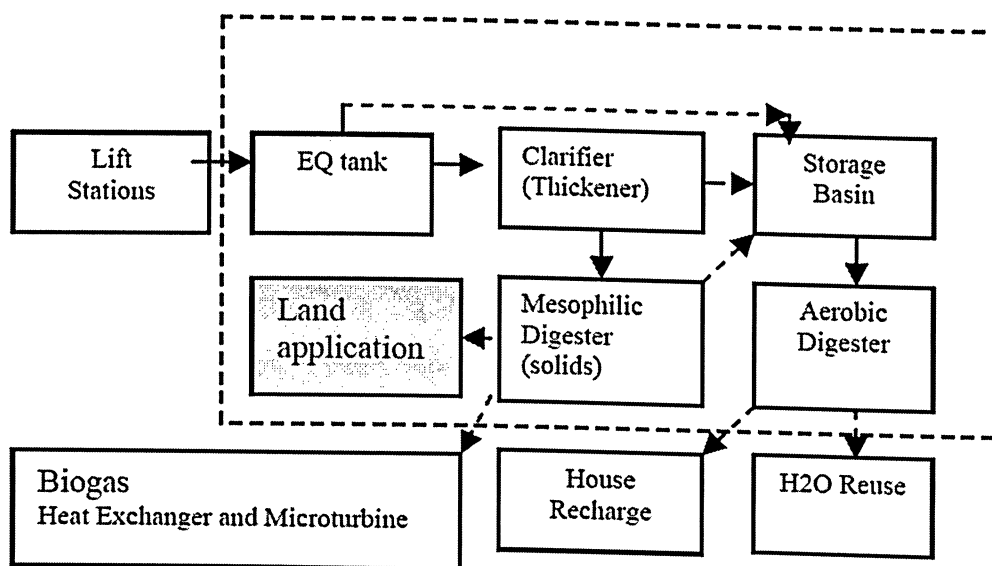 Lift
Stations
EQ tank
Clarifier
(Thickener)
Storage
Basin
Land
application
Mesophilic
Digester
(solids)
Aerobic
Digester
Biogas
Heat Exchanger and Microturbine
House
Recharge
H2O Reuse